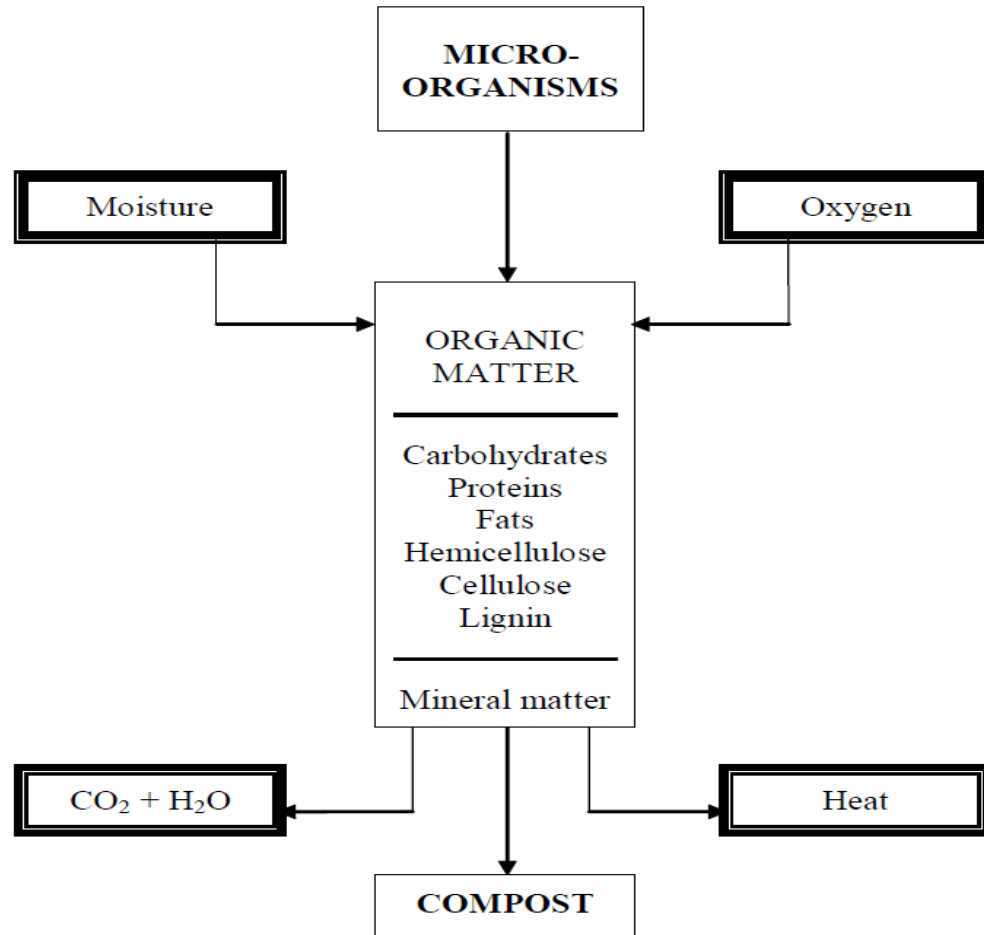 MICRO-
ORGANISMS
Moisture
Oxygen
ORGANIC
MATTER
Carbohydrates
Proteins
Fats
Hemicellulose
Cellulose
Lignin
Mineral matter
CO₂ + H₂O
Heat
COMPOST